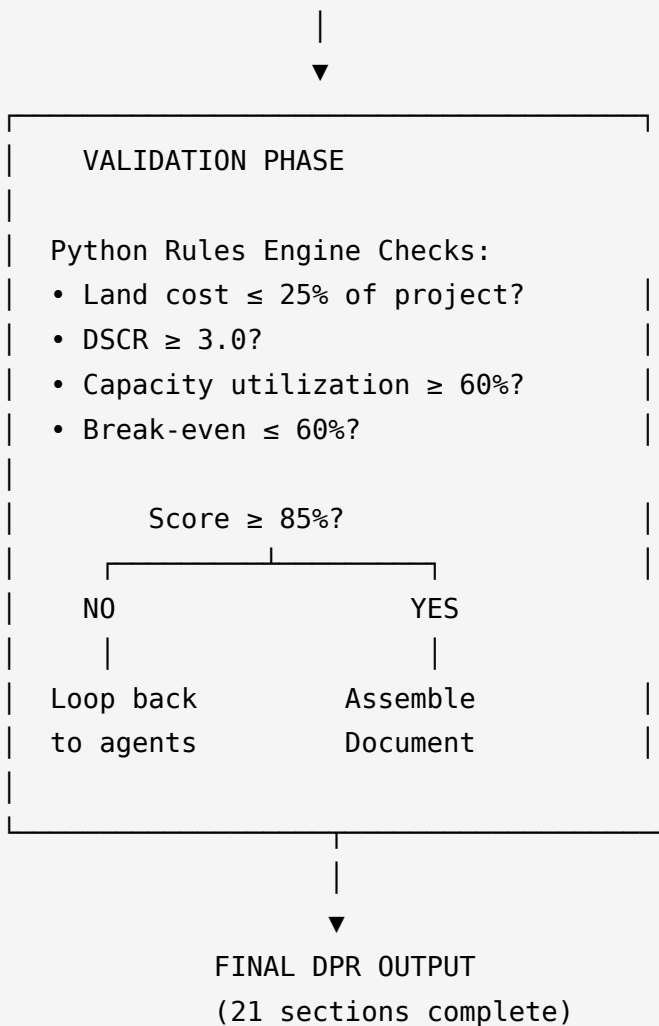 VALIDATION PHASE
Python Rules Engine Checks:
• Land cost ≤ 25% of project?
• DSCR ≥ 3.0?
• Capacity utilization ≥ 60%?
• Break-even ≤ 60%?
Score ≥ 85%?
NO YES
Loop back Assemble
to agents Document
FINAL DPR OUTPUT
(21 sections complete)